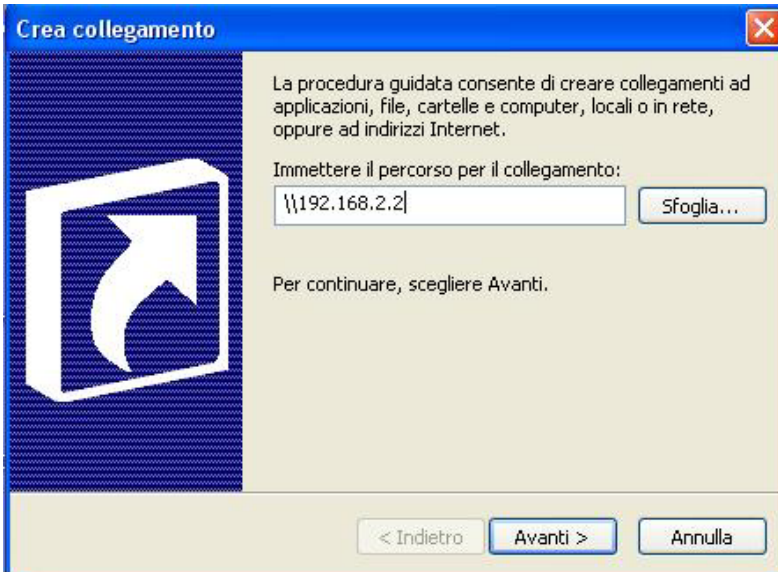 Crea collegamento
La procedura guidata consente di creare collegamenti ad
applicazioni, file, cartelle e computer, locali o in rete,
oppure ad indirizzi Internet.
Immettere il percorso per il collegamento:
\\192.168.2.2
Sfoglia...
Per continuare, scegliere Avanti.
< Indietro
Avanti >
Annulla